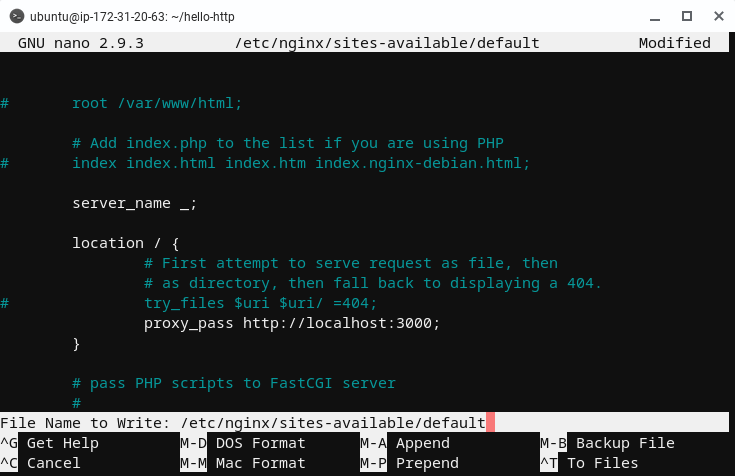 ubuntu@ip-172-31-20-63: ~/hello-http
GNU nano 2.9.3 /etc/nginx/sites-available/default Modified
# root /var/www/html;
# Add index.php to the list if you are using PHP
# index index.html index.htm index.nginx-debian.html;
server_name _;
location / {
# First attempt to serve request as file, then
# as directory, then fall back to displaying a 404.
# try_files $uri $uri/ =404;
proxy_pass http://localhost:3000;
}
# pass PHP scripts to FastCGI server
#
File Name to Write: /etc/nginx/sites-available/default
^G Get Help M-D DOS Format M-A Append M-B Backup File
^C Cancel M-M Mac Format M-P Prepend ^T To Files